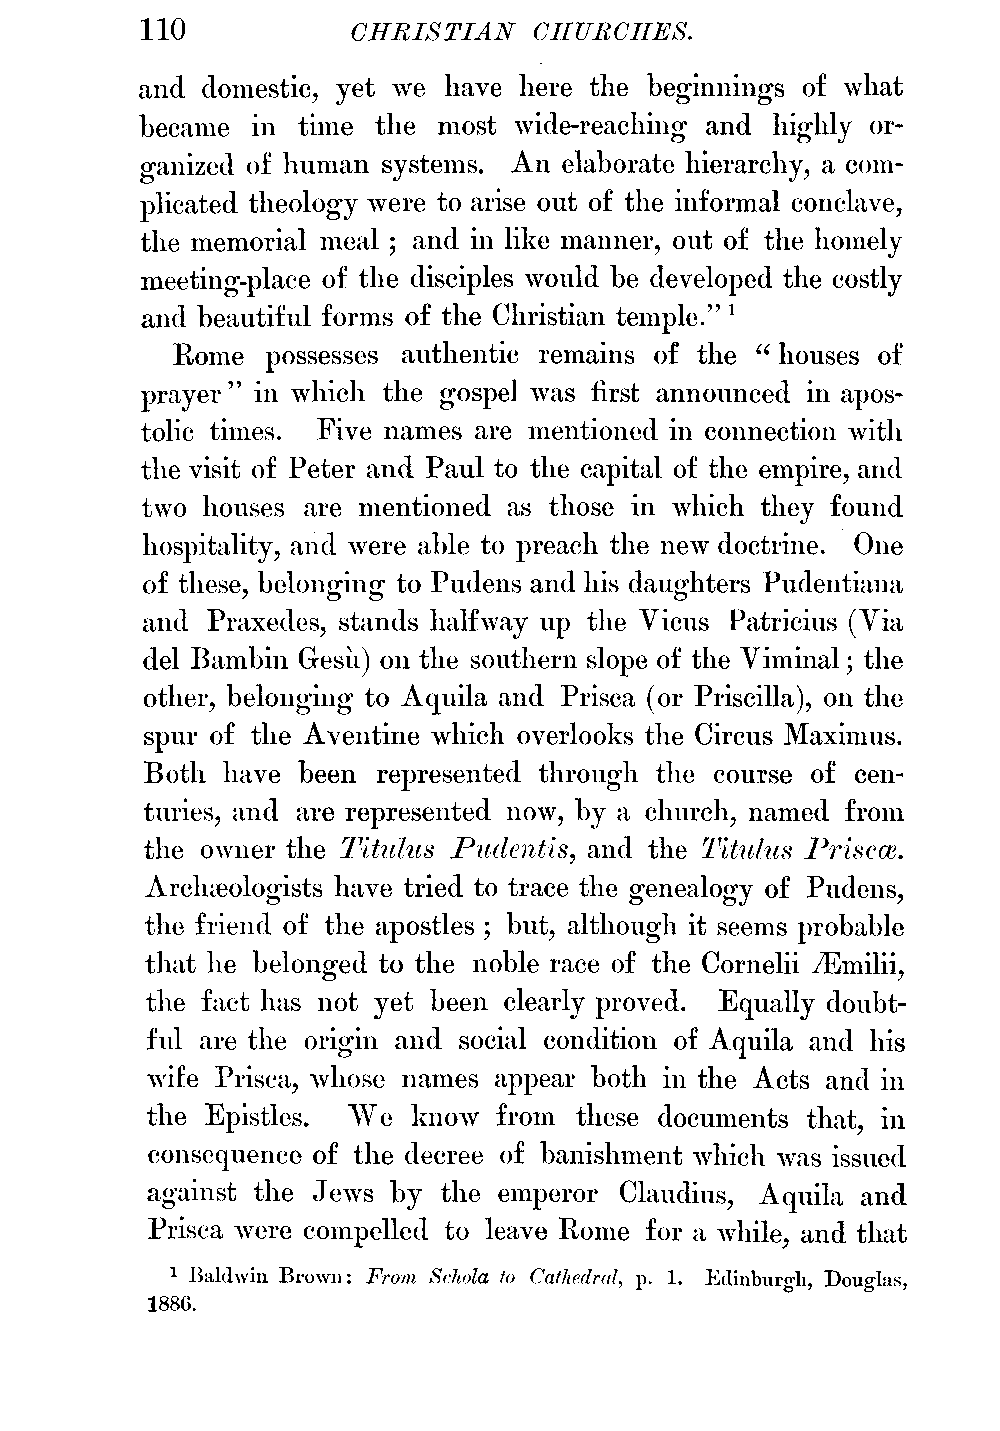 110 CHRISTIAN CHURCHES.
and domestic, yet we have here the beginnings of what
became in time the most wide-reaching and highly or-
ganized of human systems. An elaborate hierarchy, a com-
plicated theology were to arise out of the informal conclave,
the memorial meal ; and in like manner, out of the homely
meeting-place of the disciples would be developed the costly
and beautiful forms of the Christian temple." ¹
Rome possesses authentic remains of the "houses of
prayer" in which the gospel was first announced in apos-
tolic times. Five names are mentioned in connection with
the visit of Peter and Paul to the capital of the empire, and
two houses are mentioned as those in which they found
hospitality, and were able to preach the new doctrine. One
of these, belonging to Pudens and his daughters Pudentiana
and Praxedes, stands halfway up the Vicus Patricius (Via
del Bambin Gesù) on the southern slope of the Viminal ; the
other, belonging to Aquila and Prisca (or Priscilla), on the
spur of the Aventine which overlooks the Circus Maximus.
Both have been represented through the course of cen-
turies, and are represented now, by a church, named from
the owner the Titulus Pudentis, and the Titulus Priscæ.
Archæologists have tried to trace the genealogy of Pudens,
the friend of the apostles ; but, although it seems probable
that he belonged to the noble race of the Cornelii Æmilii,
the fact has not yet been clearly proved. Equally doubt-
ful are the origin and social condition of Aquila and his
wife Prisca, whose names appear both in the Acts and in
the Epistles. We know from these documents that, in
consequence of the decree of banishment which was issued
against the Jews by the emperor Claudius, Aquila and
Prisca were compelled to leave Rome for a while, and that
¹ Baldwin Brown: From Schola to Cathedral, p. 1. Edinburgh, Douglas,
1886.